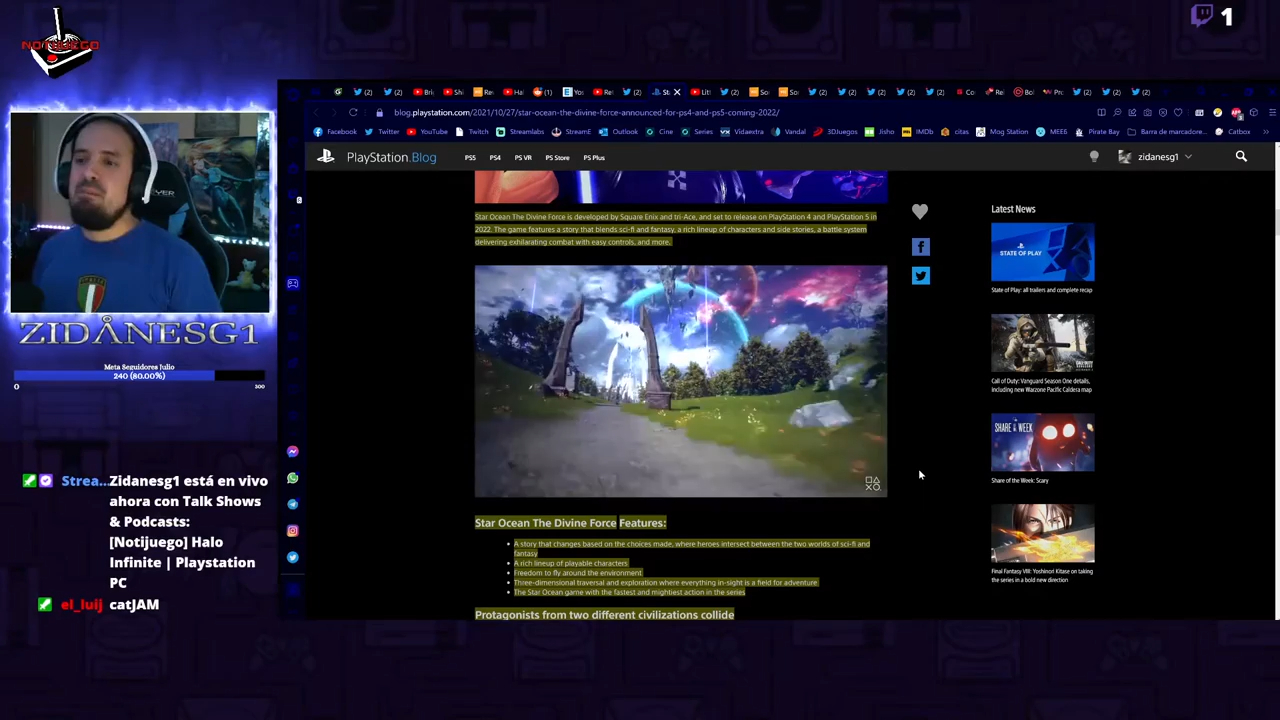 NOTIJUEGO
1
Facebook
Twitter
YouTube
Twitch
Streamlabs
StreamE
Outlook
Cine
Series
Vidaextra
Vandal
3DJuegos
Jisho
IMDb
citas
Mog Station
MEE6
Pirate Bay
Barra de marcadore...
Catbox
blog.playstation.com/2021/10/27/star-ocean-the-divine-force-announced-for-ps4-and-ps5-coming-2022/
PlayStation.Blog
PS5
PS4
PS VR
PS Store
PS Plus
zidanesg1
Star Ocean The Divine Force is developed by Square Enix and tri-Ace, and set to release on PlayStation 4 and PlayStation 5 in
2022. The game features a story that blends sci-fi and fantasy, a rich lineup of characters and side stories, a battle system
delivering exhilarating combat with easy controls, and more.
Star Ocean The Divine Force Features:
A story that changes based on the choices made, where heroes intersect between the two worlds of sci-fi and
fantasy
A rich lineup of playable characters
Freedom to fly around the environment
Three-dimensional traversal and exploration where everything in-sight is a field for adventure
The Star Ocean game with the fastest and mightiest action in the series
Protagonists from two different civilizations collide
Latest News
STATE OF PLAY
State of Play: all trailers and complete recap
Call of Duty: Vanguard Season One details,
including new Warzone Pacific Caldera map
SHARE OF THE WEEK
Share of the Week: Scary
Final Fantasy VIII: Yoshinori Kitase on taking
the series in a bold new direction
ZIDANESG1
Meta Seguidores Julio
240 (80.00%)
0
300
Strea... Zidanesg1 está en vivo
ahora con Talk Shows
& Podcasts:
[Notijuego] Halo
Infinite | Playstation
PC
el_luij catJAM